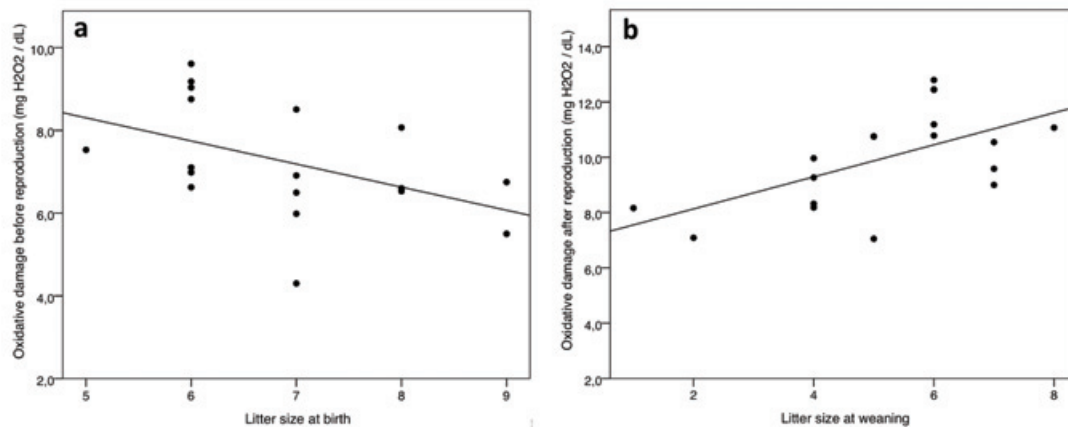 a
Oxidative damage before reproduction (mg H2O2 / dL)
10,0
8,0
6,0
4,0
2,0
5 6 7 8 9
Litter size at birth
b
Oxidative damage after reproduction (mg H2O2 / dL)
14,0
12,0
10,0
8,0
6,0
4,0
2,0
2 4 6 8
Litter size at weaning